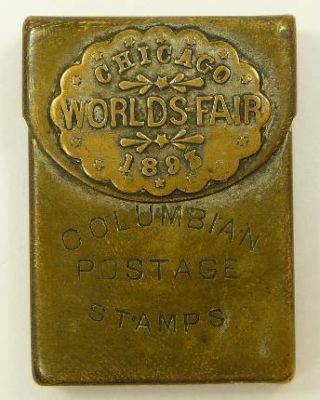 CHICAGO
WORLDS-FAIR
1893
COLUMBIAN
POSTAGE
STAMPS